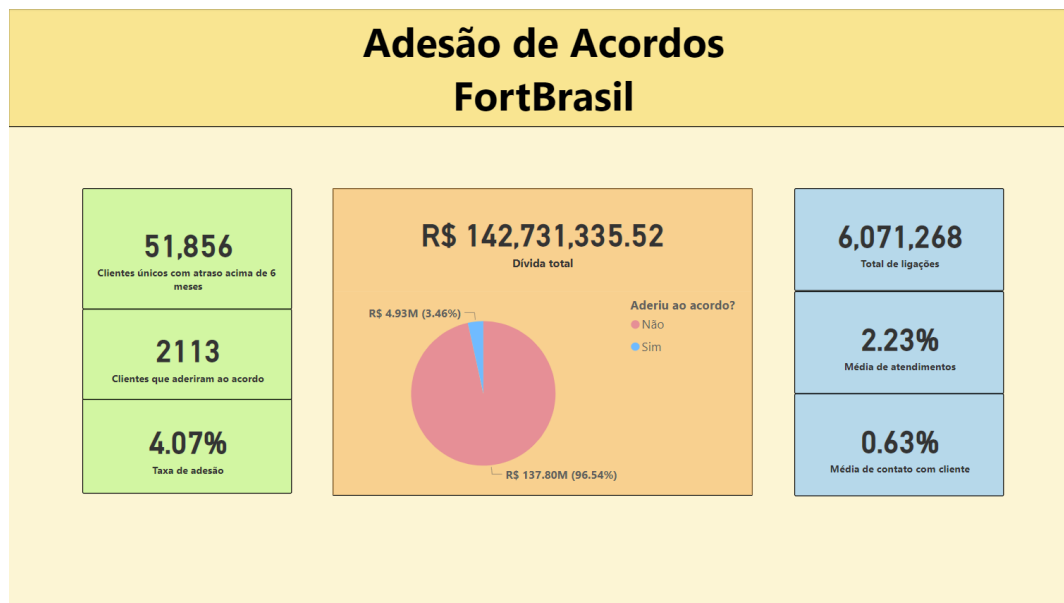 Adesão de Acordos
FortBrasil
51,856
Clientes únicos com atraso acima de 6
meses
2113
Clientes que aderiram ao acordo
4.07%
Taxa de adesão
R$ 142,731,335.52
Dívida total
Aderiu ao acordo?
Não
Sim
R$ 4.93M (3.46%)
R$ 137.80M (96.54%)
6,071,268
Total de ligações
2.23%
Média de atendimentos
0.63%
Média de contato com cliente